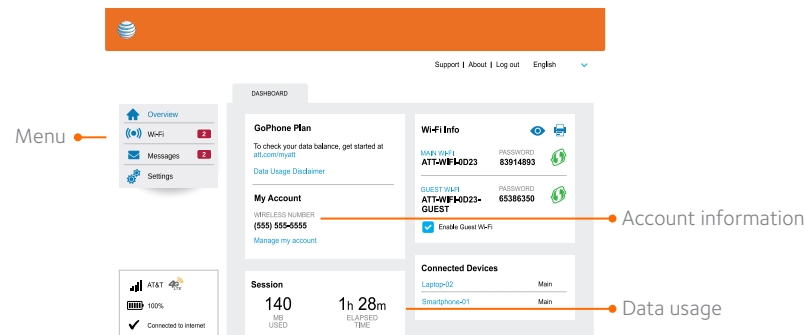 Support | About | Log out English
DASHBOARD
Menu
Overview
Wi-Fi 2
Messages 2
Settings
GoPhone Plan
To check your data balance, get started at
att.com/myatt
Data Usage Disclaimer
My Account
WIRELESS NUMBER
(555) 555-5555
Manage my account
Wi-Fi Info
MAIN WI-FI PASSWORD
ATT-WIFI-0D23 83914893
GUEST WI-FI PASSWORD
ATT-WIFI-0D23- 65386350
GUEST
Enable Guest Wi-Fi
Account information
AT&T 4G LTE
100%
Connected to internet
Session
140 1h 28m
MB ELAPSED
USED TIME
Connected Devices
Laptop-02 Main
Smartphone-01 Main
Data usage